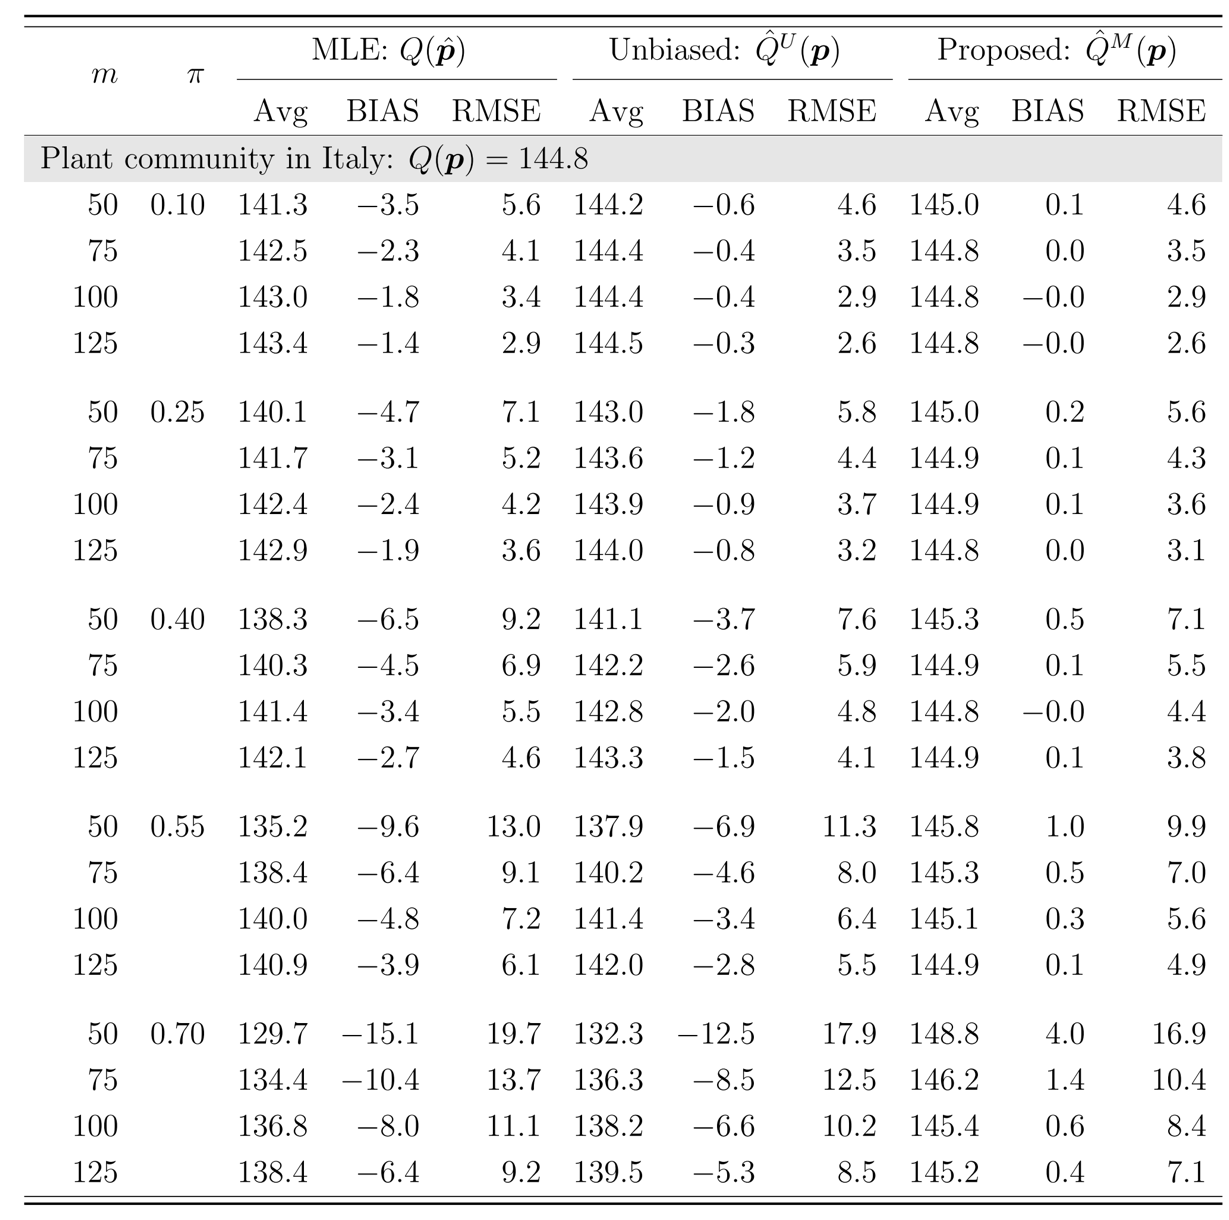 m π MLE: Q(p̂) Unbiased: Q̂ᵁ(p) Proposed: Q̂ᴹ(p)
Avg BIAS RMSE Avg BIAS RMSE Avg BIAS RMSE
Plant community in Italy: Q(p) = 144.8
50 0.10 141.3 −3.5 5.6 144.2 −0.6 4.6 145.0 0.1 4.6
75 142.5 −2.3 4.1 144.4 −0.4 3.5 144.8 0.0 3.5
100 143.0 −1.8 3.4 144.4 −0.4 2.9 144.8 −0.0 2.9
125 143.4 −1.4 2.9 144.5 −0.3 2.6 144.8 −0.0 2.6
50 0.25 140.1 −4.7 7.1 143.0 −1.8 5.8 145.0 0.2 5.6
75 141.7 −3.1 5.2 143.6 −1.2 4.4 144.9 0.1 4.3
100 142.4 −2.4 4.2 143.9 −0.9 3.7 144.9 0.1 3.6
125 142.9 −1.9 3.6 144.0 −0.8 3.2 144.8 0.0 3.1
50 0.40 138.3 −6.5 9.2 141.1 −3.7 7.6 145.3 0.5 7.1
75 140.3 −4.5 6.9 142.2 −2.6 5.9 144.9 0.1 5.5
100 141.4 −3.4 5.5 142.8 −2.0 4.8 144.8 −0.0 4.4
125 142.1 −2.7 4.6 143.3 −1.5 4.1 144.9 0.1 3.8
50 0.55 135.2 −9.6 13.0 137.9 −6.9 11.3 145.8 1.0 9.9
75 138.4 −6.4 9.1 140.2 −4.6 8.0 145.3 0.5 7.0
100 140.0 −4.8 7.2 141.4 −3.4 6.4 145.1 0.3 5.6
125 140.9 −3.9 6.1 142.0 −2.8 5.5 144.9 0.1 4.9
50 0.70 129.7 −15.1 19.7 132.3 −12.5 17.9 148.8 4.0 16.9
75 134.4 −10.4 13.7 136.3 −8.5 12.5 146.2 1.4 10.4
100 136.8 −8.0 11.1 138.2 −6.6 10.2 145.4 0.6 8.4
125 138.4 −6.4 9.2 139.5 −5.3 8.5 145.2 0.4 7.1